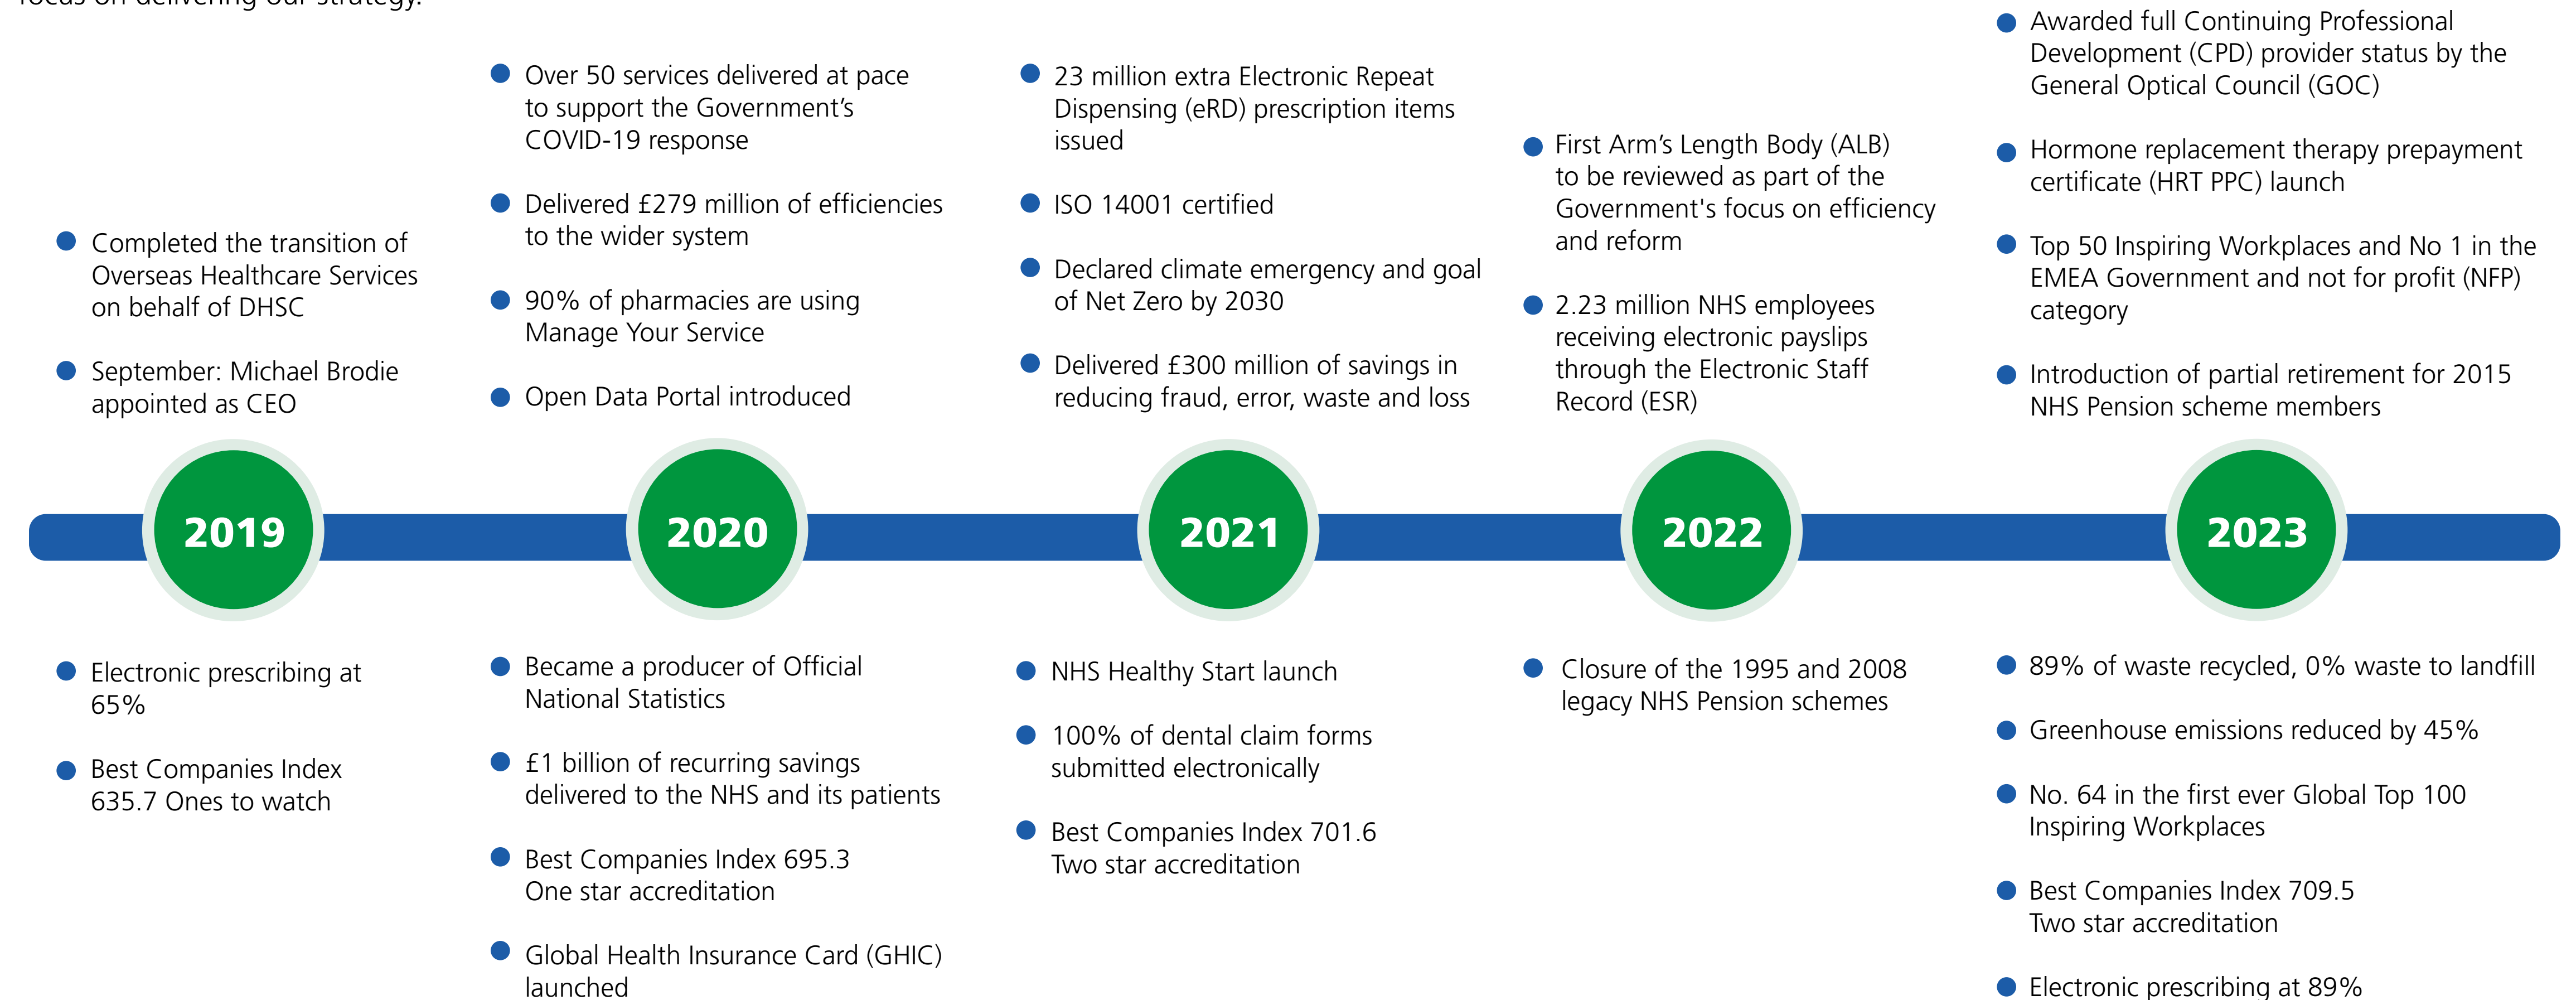 focus on delivering our strategy.
Completed the transition of
Overseas Healthcare Services
on behalf of DHSC
September: Michael Brodie
appointed as CEO
Over 50 services delivered at pace
to support the Government’s
COVID-19 response
Delivered £279 million of efficiencies
to the wider system
90% of pharmacies are using
Manage Your Service
Open Data Portal introduced
23 million extra Electronic Repeat
Dispensing (eRD) prescription items
issued
ISO 14001 certified
Declared climate emergency and goal
of Net Zero by 2030
Delivered £300 million of savings in
reducing fraud, error, waste and loss
First Arm’s Length Body (ALB)
to be reviewed as part of the
Government's focus on efficiency
and reform
2.23 million NHS employees
receiving electronic payslips
through the Electronic Staff
Record (ESR)
Awarded full Continuing Professional
Development (CPD) provider status by the
General Optical Council (GOC)
Hormone replacement therapy prepayment
certificate (HRT PPC) launch
Top 50 Inspiring Workplaces and No 1 in the
EMEA Government and not for profit (NFP)
category
Introduction of partial retirement for 2015
NHS Pension scheme members
2019
2020
2021
2022
2023
Electronic prescribing at
65%
Best Companies Index
635.7 Ones to watch
Became a producer of Official
National Statistics
£1 billion of recurring savings
delivered to the NHS and its patients
Best Companies Index 695.3
One star accreditation
Global Health Insurance Card (GHIC)
launched
NHS Healthy Start launch
100% of dental claim forms
submitted electronically
Best Companies Index 701.6
Two star accreditation
Closure of the 1995 and 2008
legacy NHS Pension schemes
89% of waste recycled, 0% waste to landfill
Greenhouse emissions reduced by 45%
No. 64 in the first ever Global Top 100
Inspiring Workplaces
Best Companies Index 709.5
Two star accreditation
Electronic prescribing at 89%